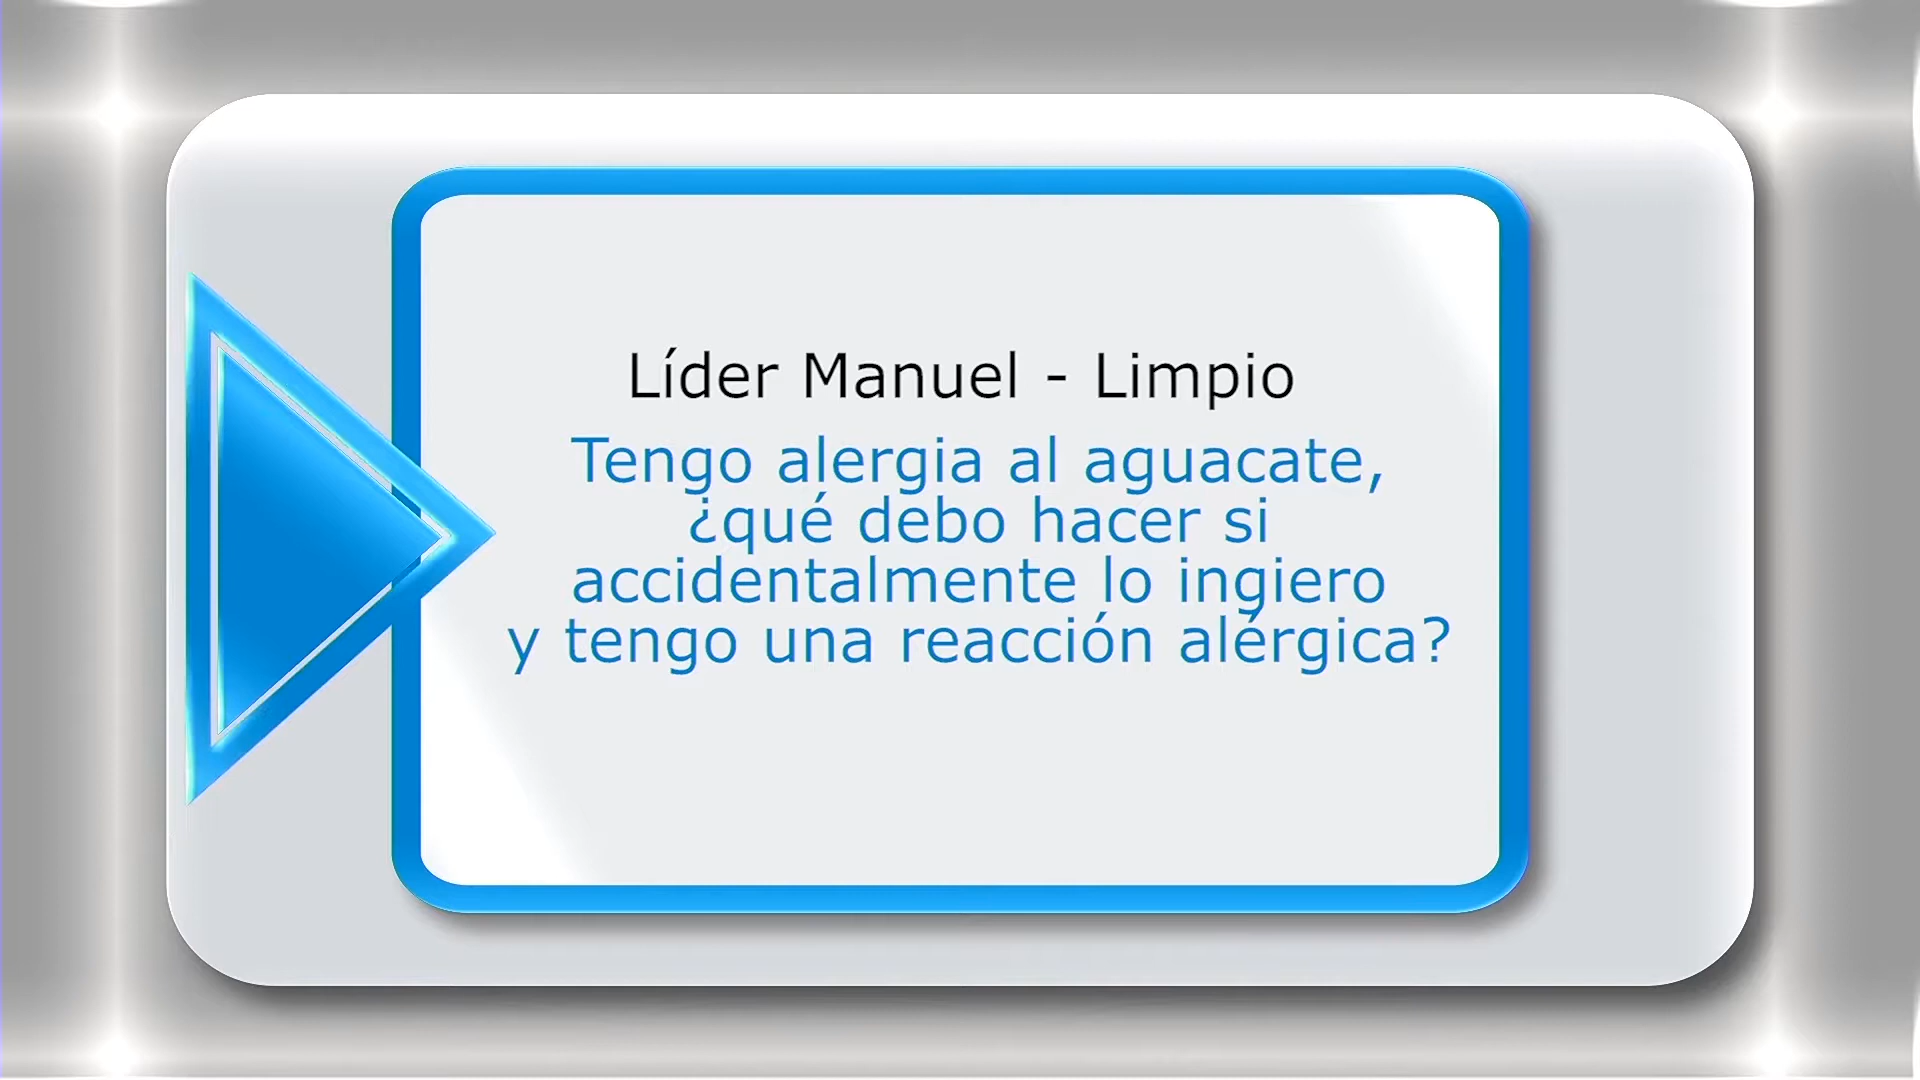 Líder Manuel - Limpio
Tengo alergia al aguacate,
¿qué debo hacer si
accidentalmente lo ingiero
y tengo una reacción alérgica?